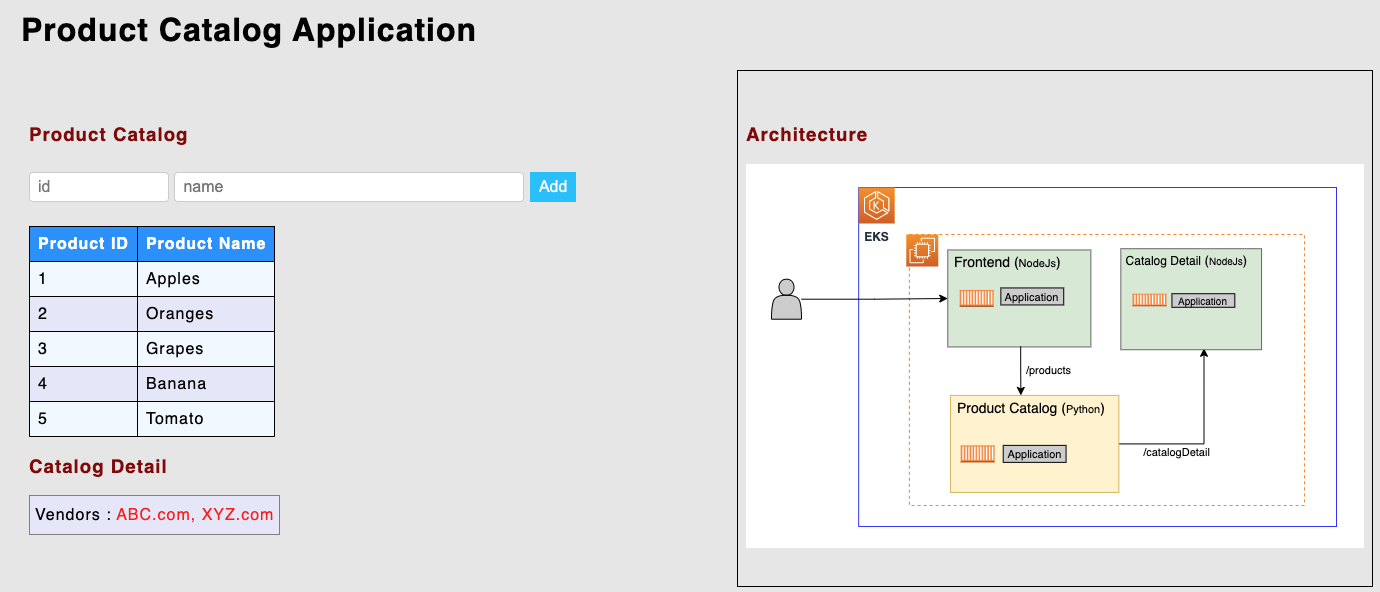 Product Catalog Application
Product Catalog
id name Add
Product ID Product Name
1 Apples
2 Oranges
3 Grapes
4 Banana
5 Tomato
Catalog Detail
Vendors : ABC.com, XYZ.com
Architecture
K
EKS
Frontend (NodeJs)
Application
Catalog Detail (NodeJs)
Application
/products
Product Catalog (Python)
Application
/catalogDetail